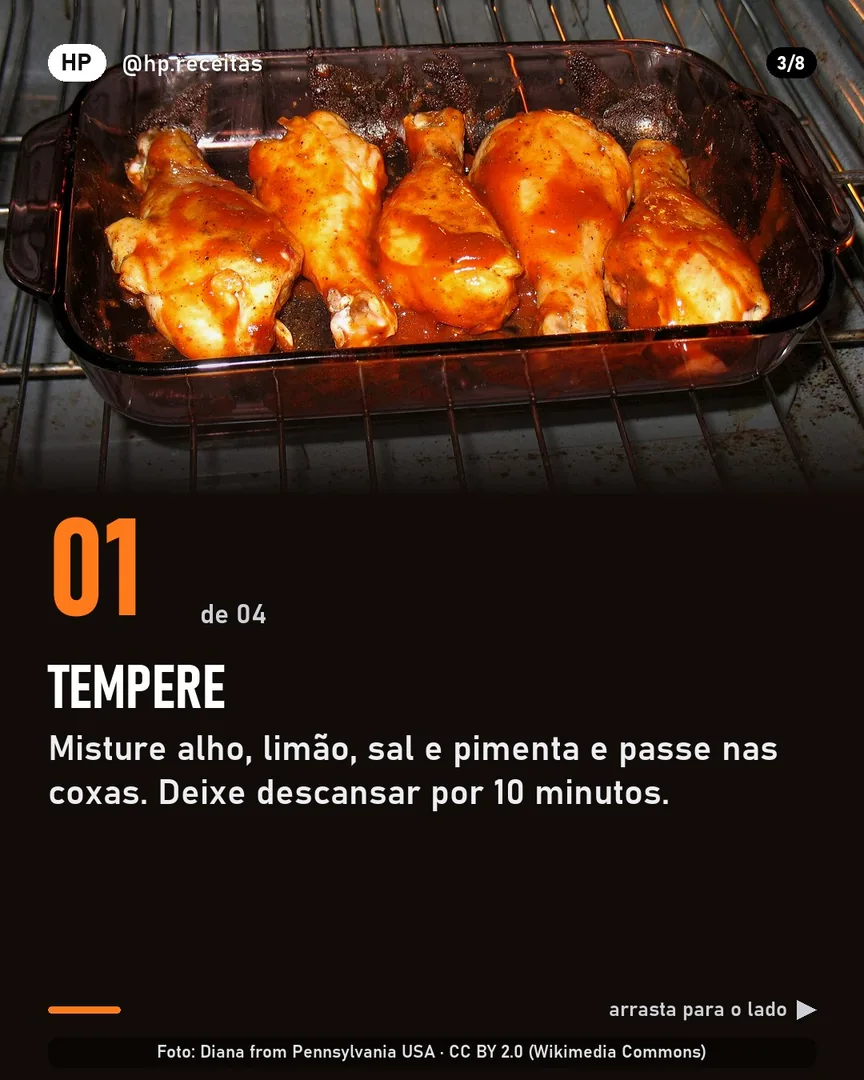 HP @hp.receitas 3/8
01 de 04
TEMPERE
Misture alho, limão, sal e pimenta e passe nas
coxas. Deixe descansar por 10 minutos.
arrasta para o lado ▶
Foto: Diana from Pennsylvania USA · CC BY 2.0 (Wikimedia Commons)